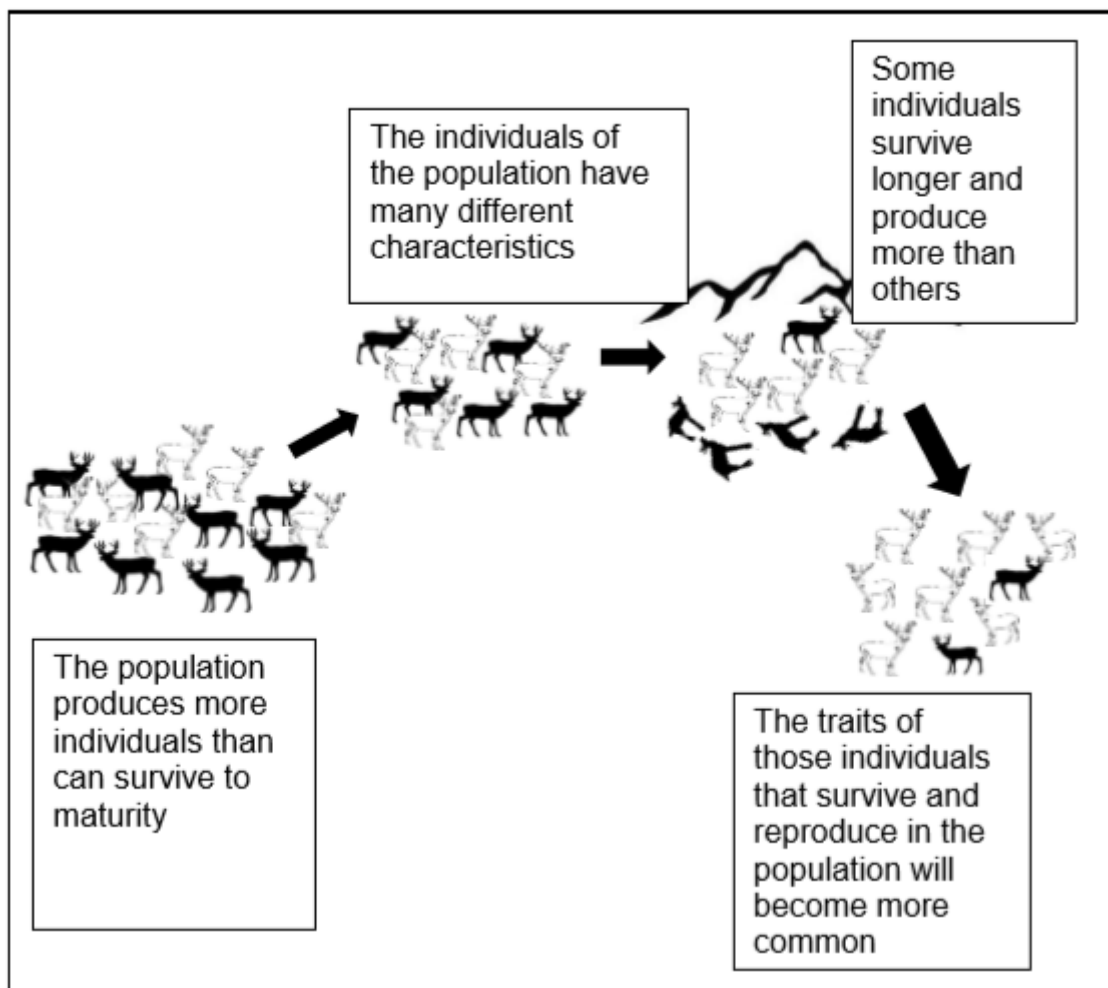 The population
produces more
individuals than
can survive to
maturity
The individuals of
the population have
many different
characteristics
Some
individuals
survive
longer and
produce
more than
others
The traits of
those individuals
that survive and
reproduce in the
population will
become more
common